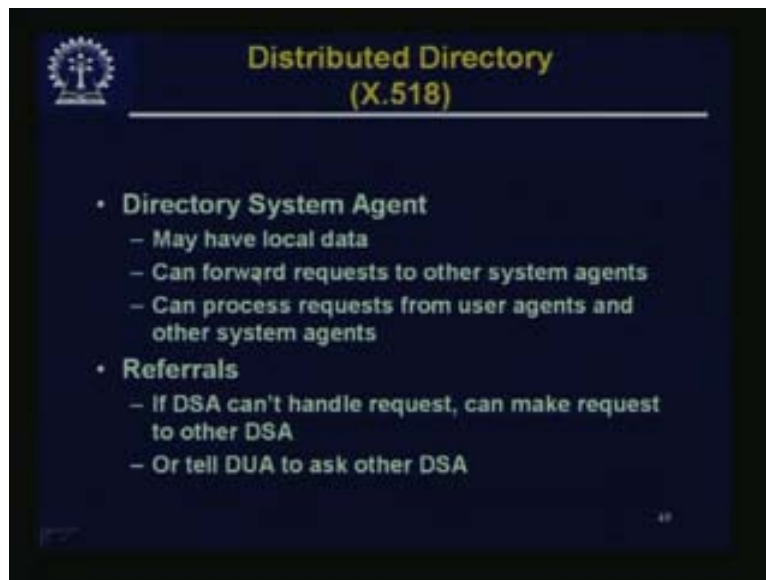 Distributed Directory
(X.518)
• Directory System Agent
– May have local data
– Can forward requests to other system agents
– Can process requests from user agents and
other system agents
• Referrals
– If DSA can't handle request, can make request
to other DSA
– Or tell DUA to ask other DSA